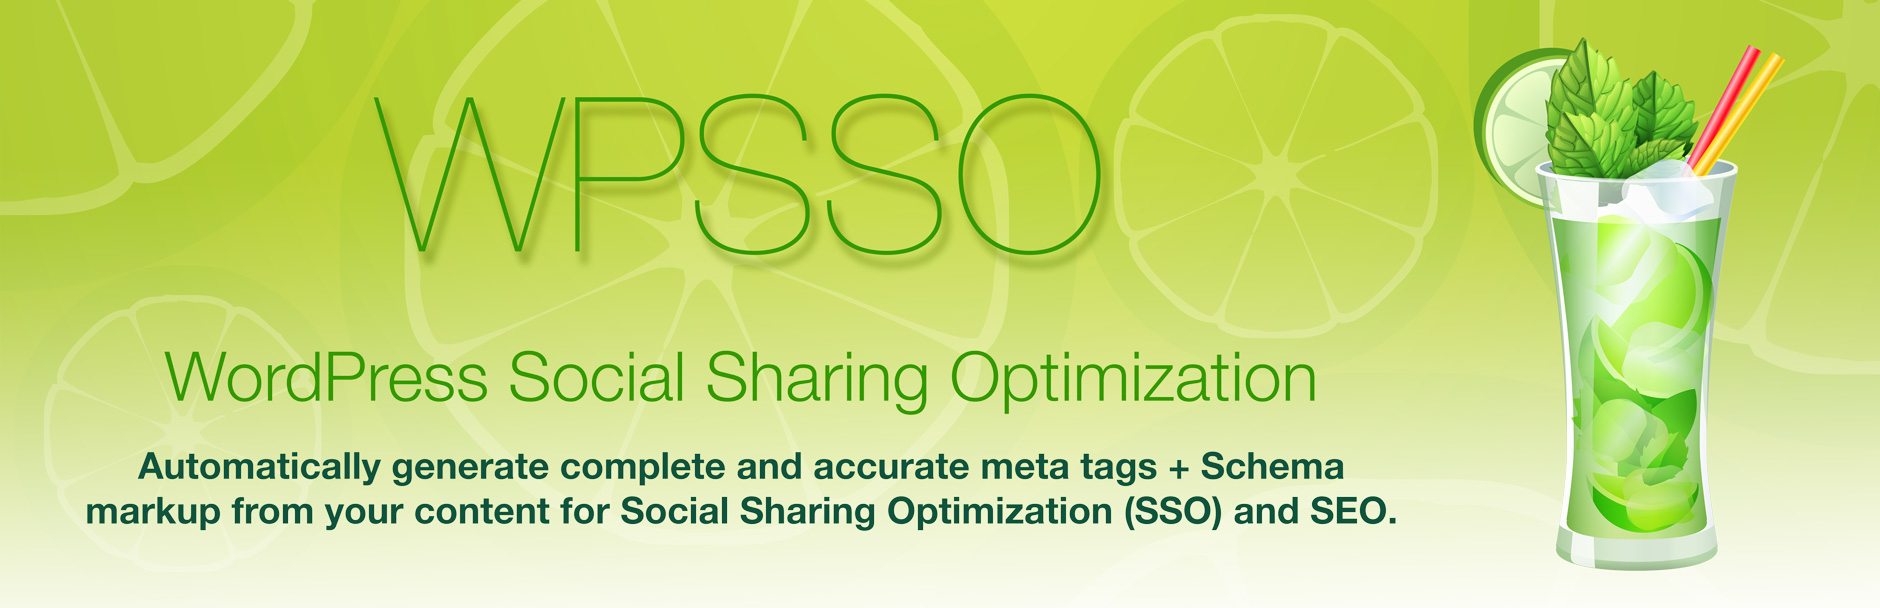 WPSSO
WordPress Social Sharing Optimization
Automatically generate complete and accurate meta tags + Schema
markup from your content for Social Sharing Optimization (SSO) and SEO.